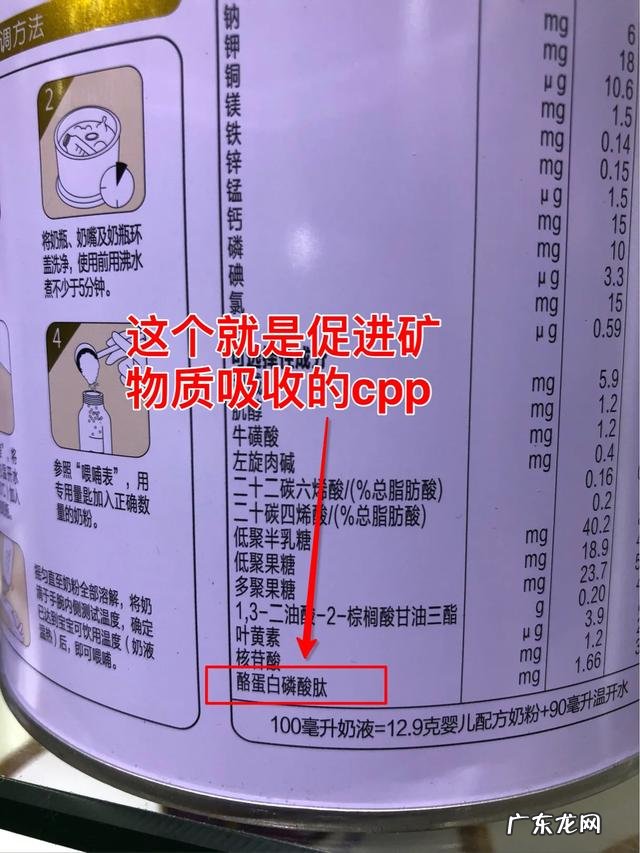 调方法
2
将奶瓶、奶嘴及奶瓶环
盖洗净，使用前用沸水
煮不少于5分钟。
4
参照“喂哺表”，用
专用量匙加入正确数
量的奶粉。
摇匀直至奶粉全部溶解，将奶
滴于手腕内侧测试温度，确定
已达到宝宝可饮用温度（奶液
温热）后，即可喂哺。
这个就是促进矿
物质吸收的cpp
钠
钾
铜
镁
铁
锌
锰
钙
磷
碘
氯
可选择性成分
肌醇
牛磺酸
左旋肉碱
二十二碳六烯酸/(%总脂肪酸)
二十碳四烯酸/(%总脂肪酸)
低聚半乳糖
低聚果糖
多聚果糖
1,3-二油酸-2-棕榈酸甘油三酯
叶黄素
核苷酸
酪蛋白磷酸肽
mg
mg
μg
mg
mg
mg
μg
mg
mg
μg
mg
μg
mg
mg
mg
mg
mg
mg
mg
g
μg
mg
mg
6
18
10.6
1.5
0.14
0.15
1.5
15
10
3.3
15
0.59
5.9
1.2
1.2
0.4
0.16
0.2
40.2
18.9
23.7
0.20
3.9
1.2
1.66
100毫升奶液=12.9克婴儿配方奶粉+90毫升温开水
广东龙网